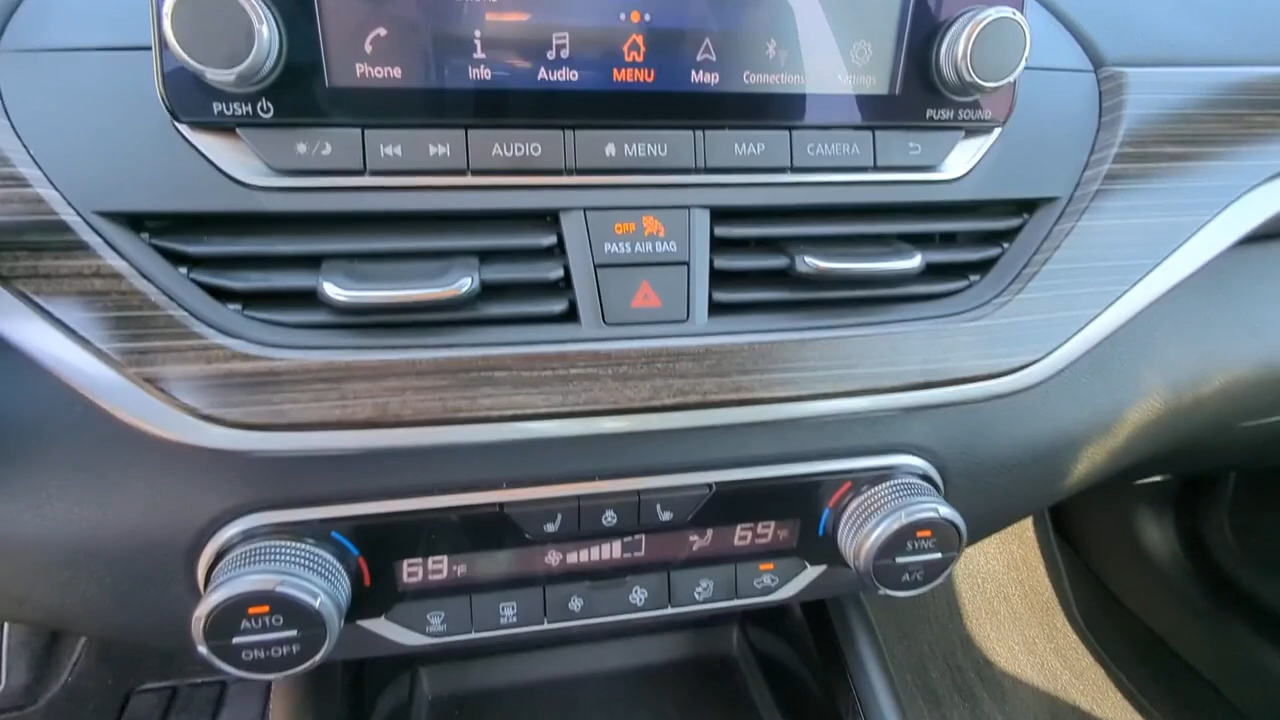 Phone Info Audio MENU Map Connections Settings
PUSH PUSH SOUND
AUDIO MENU MAP CAMERA
OFF
PASS AIR BAG
69°F 69°F
SYNC
A/C
AUTO
ON·OFF
FRONT REAR